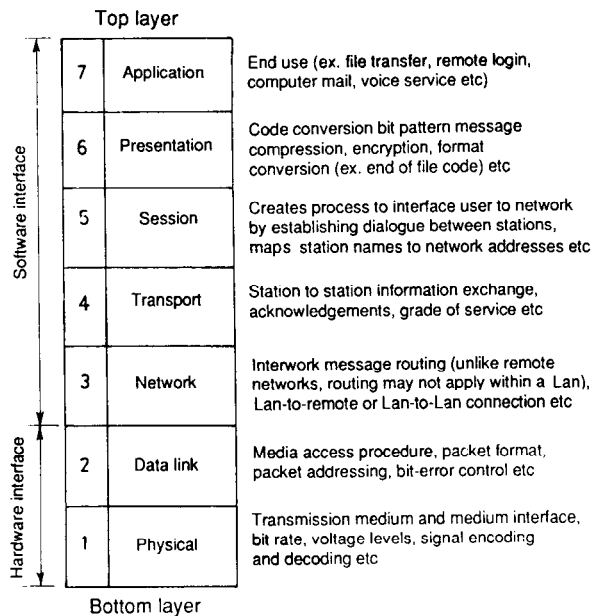 Top layer
Software interface
Hardware interface
7 Application
End use (ex. file transfer, remote login,
computer mail, voice service etc)
6 Presentation
Code conversion bit pattern message
compression, encryption, format
conversion (ex. end of file code) etc
5 Session
Creates process to interface user to network
by establishing dialogue between stations,
maps station names to network addresses etc
4 Transport
Station to station information exchange,
acknowledgements, grade of service etc
3 Network
Interwork message routing (unlike remote
networks, routing may not apply within a Lan),
Lan-to-remote or Lan-to-Lan connection etc
2 Data link
Media access procedure, packet format,
packet addressing, bit-error control etc
1 Physical
Transmission medium and medium interface,
bit rate, voltage levels, signal encoding
and decoding etc
Bottom layer